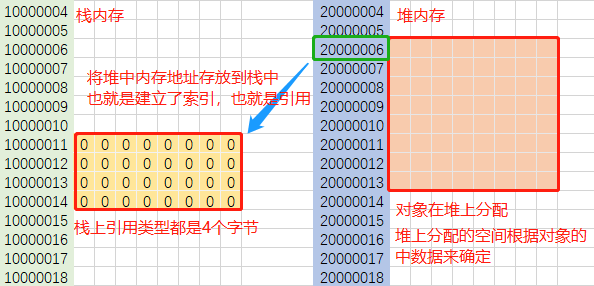 10000004 栈内存 20000004 堆内存
10000005 20000005
10000006 20000006
10000007 20000007
将堆中内存地址存放到栈中
10000008 20000008
也就是建立了索引，也就是引用
10000009 20000009
10000010 20000010
10000011 0 0 0 0 0 0 0 0 20000011
10000012 0 0 0 0 0 0 0 0 20000012
10000013 0 0 0 0 0 0 0 0 20000013
10000014 0 0 0 0 0 0 0 0 20000014
10000015 栈上引用类型都是4个字节 20000015 对象在堆上分配
10000016 20000016 堆上分配的空间根据对象的
10000017 20000017 中数据来确定
10000018 20000018